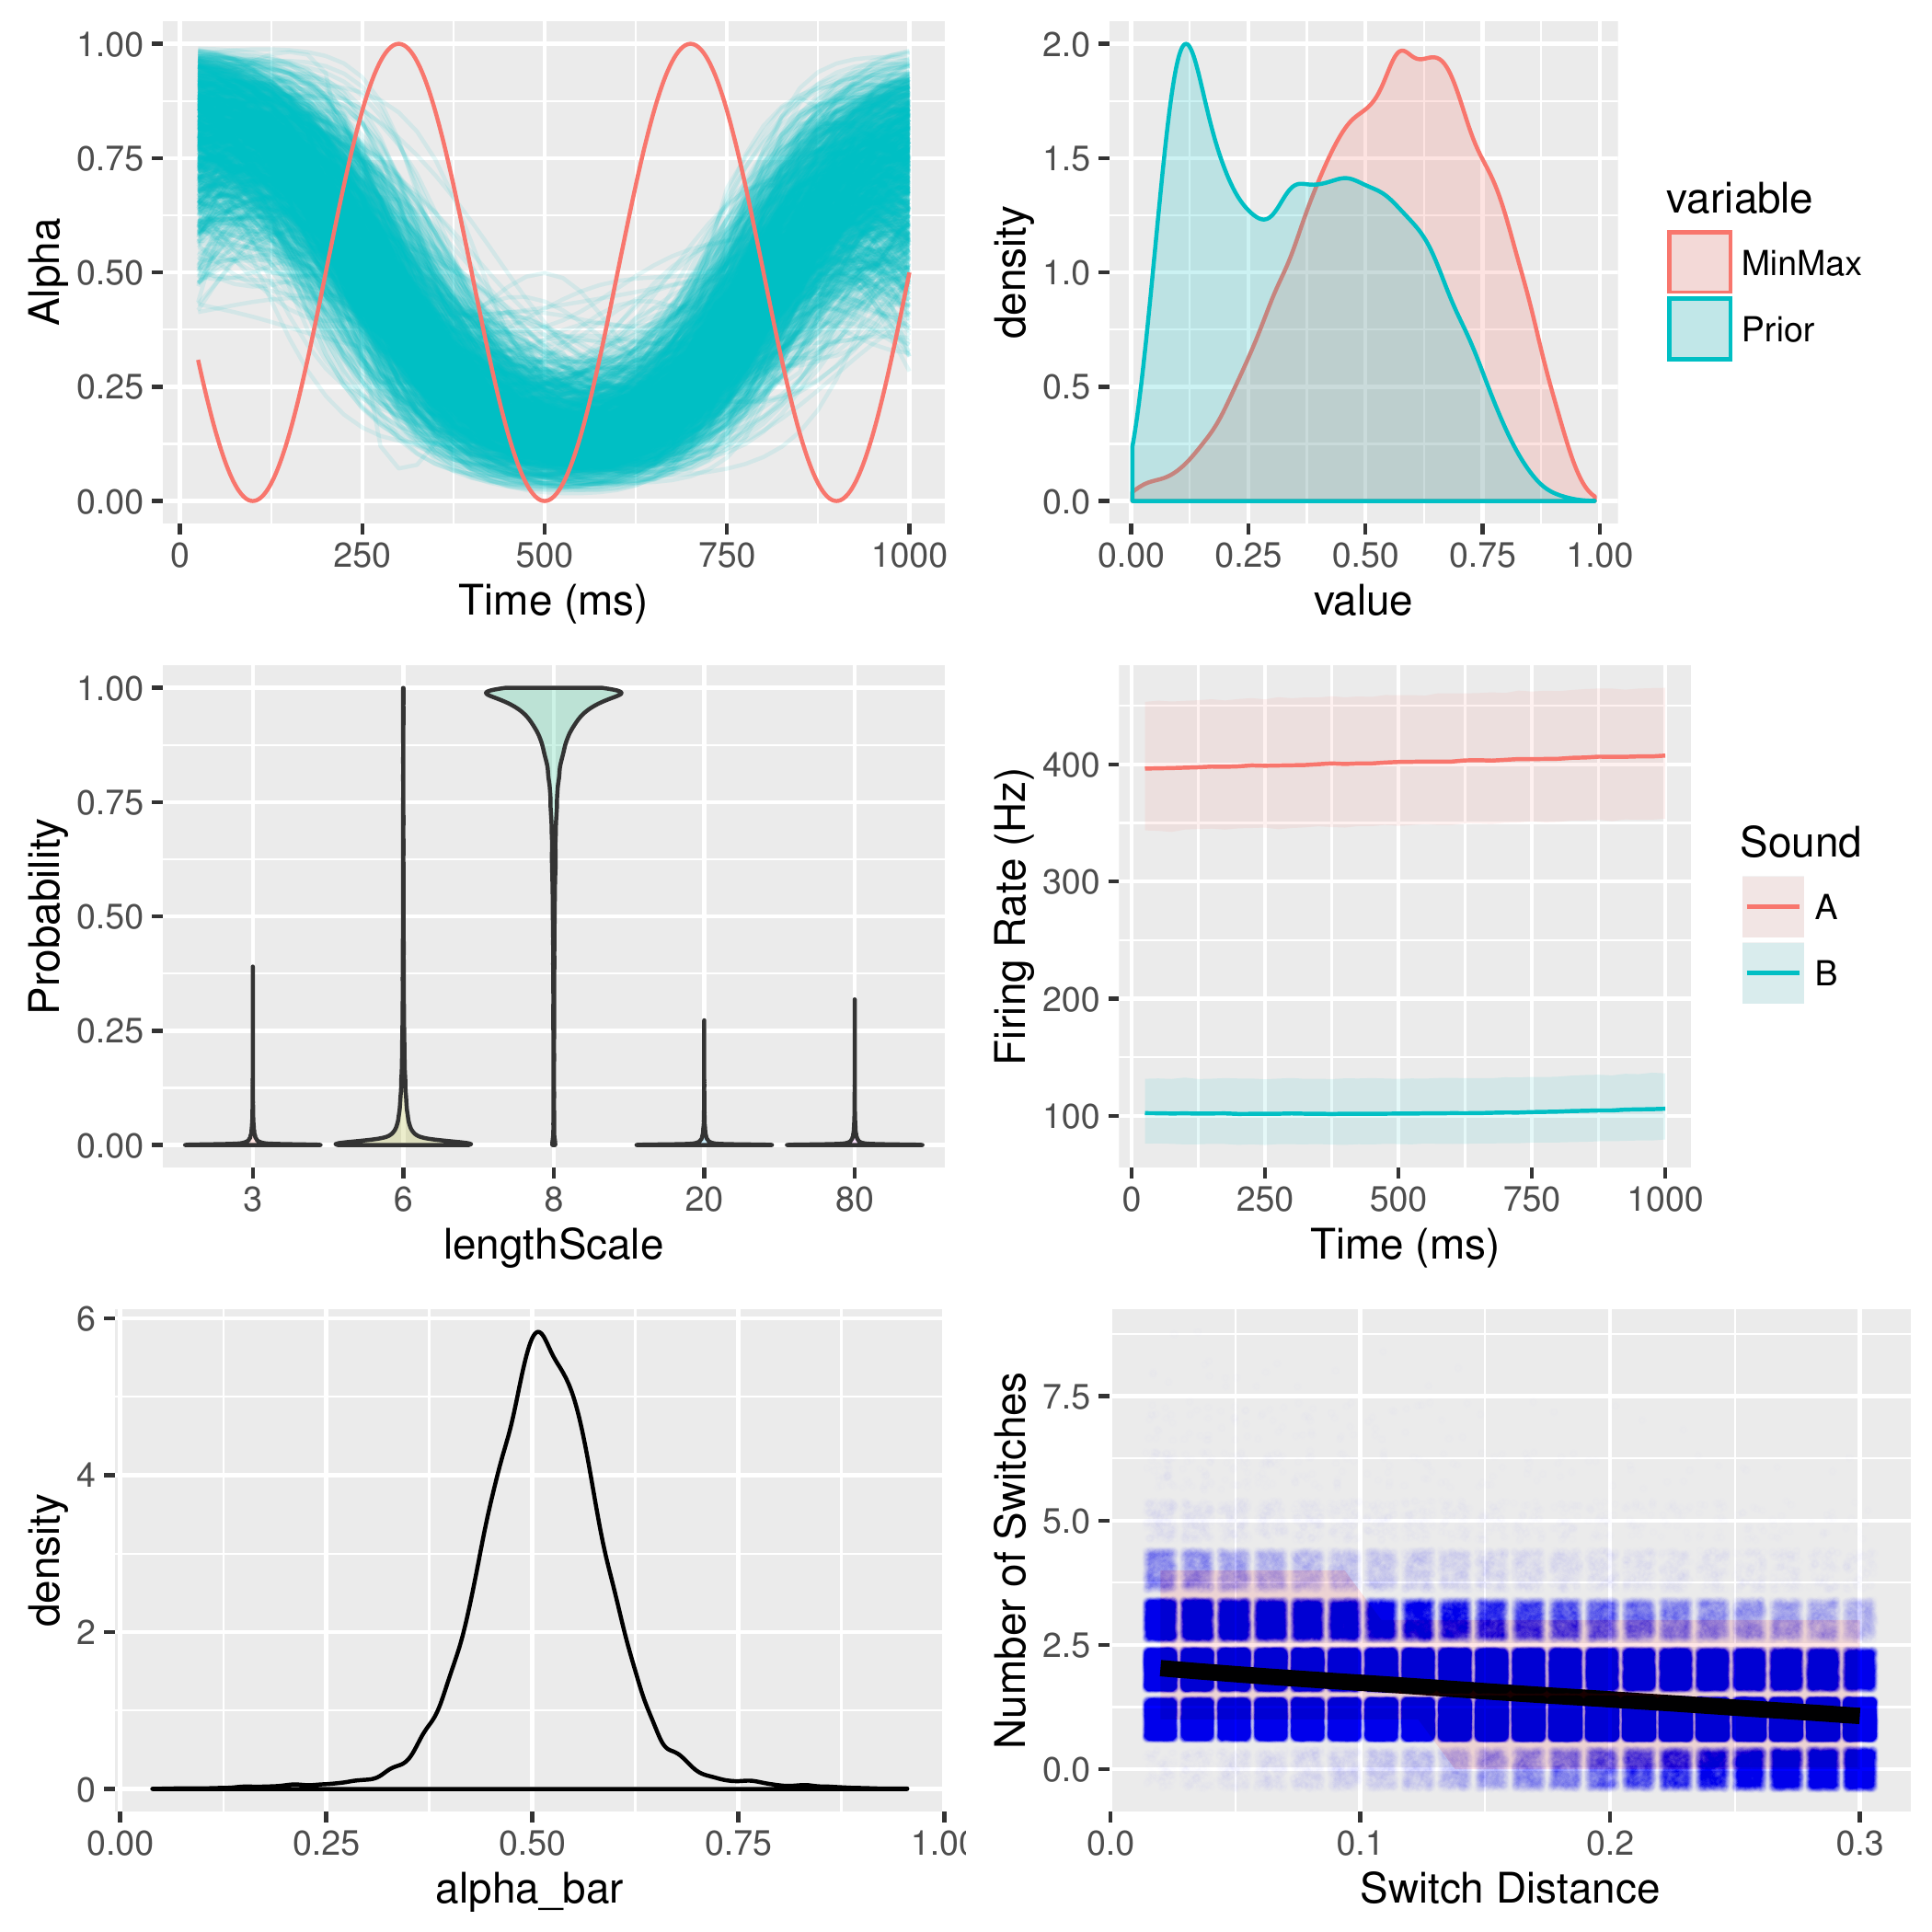 1.00
0.75
0.50
0.25
0.00
Alpha
0 250 500 750 1000
Time (ms)
2.0
1.5
1.0
0.5
0.0
density
0.00 0.25 0.50 0.75 1.00
value
variable
MinMax
Prior
1.00
0.75
0.50
0.25
0.00
Probability
3 6 8 20 80
lengthScale
400
300
200
100
Firing Rate (Hz)
0 250 500 750 1000
Time (ms)
Sound
A
B
6
4
2
0
density
0.00 0.25 0.50 0.75 1.00
alpha_bar
7.5
5.0
2.5
0.0
Number of Switches
0.0 0.1 0.2 0.3
Switch Distance